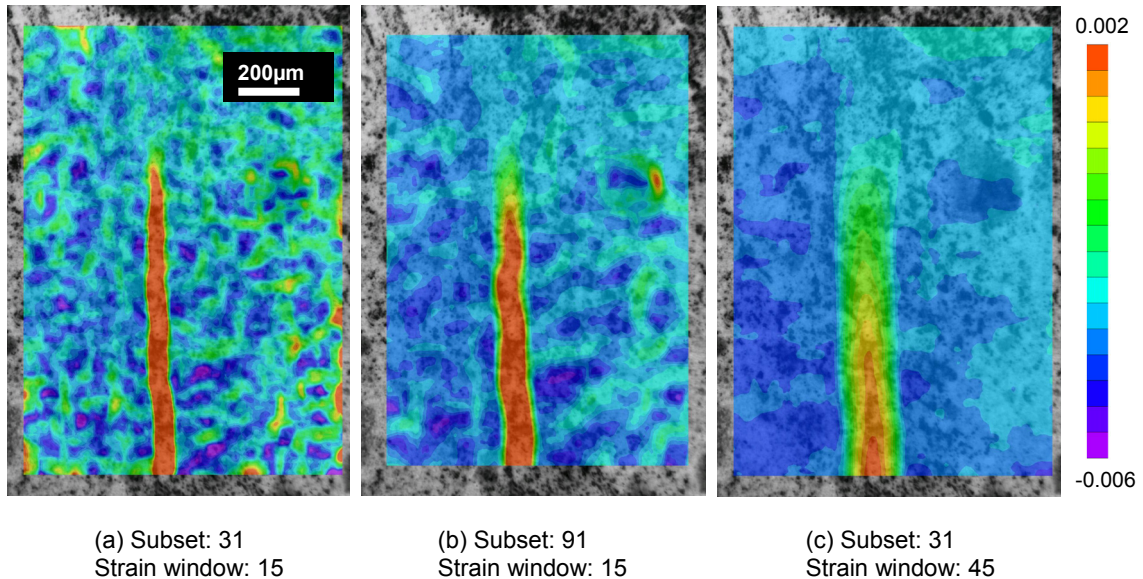 200μm
0.002
-0.006
(a) Subset: 31
Strain window: 15
(b) Subset: 91
Strain window: 15
(c) Subset: 31
Strain window: 45